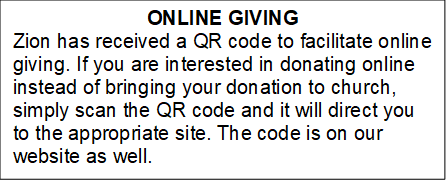 ONLINE GIVING
Zion has received a QR code to facilitate online
giving. If you are interested in donating online
instead of bringing your donation to church,
simply scan the QR code and it will direct you
to the appropriate site. The code is on our
website as well.